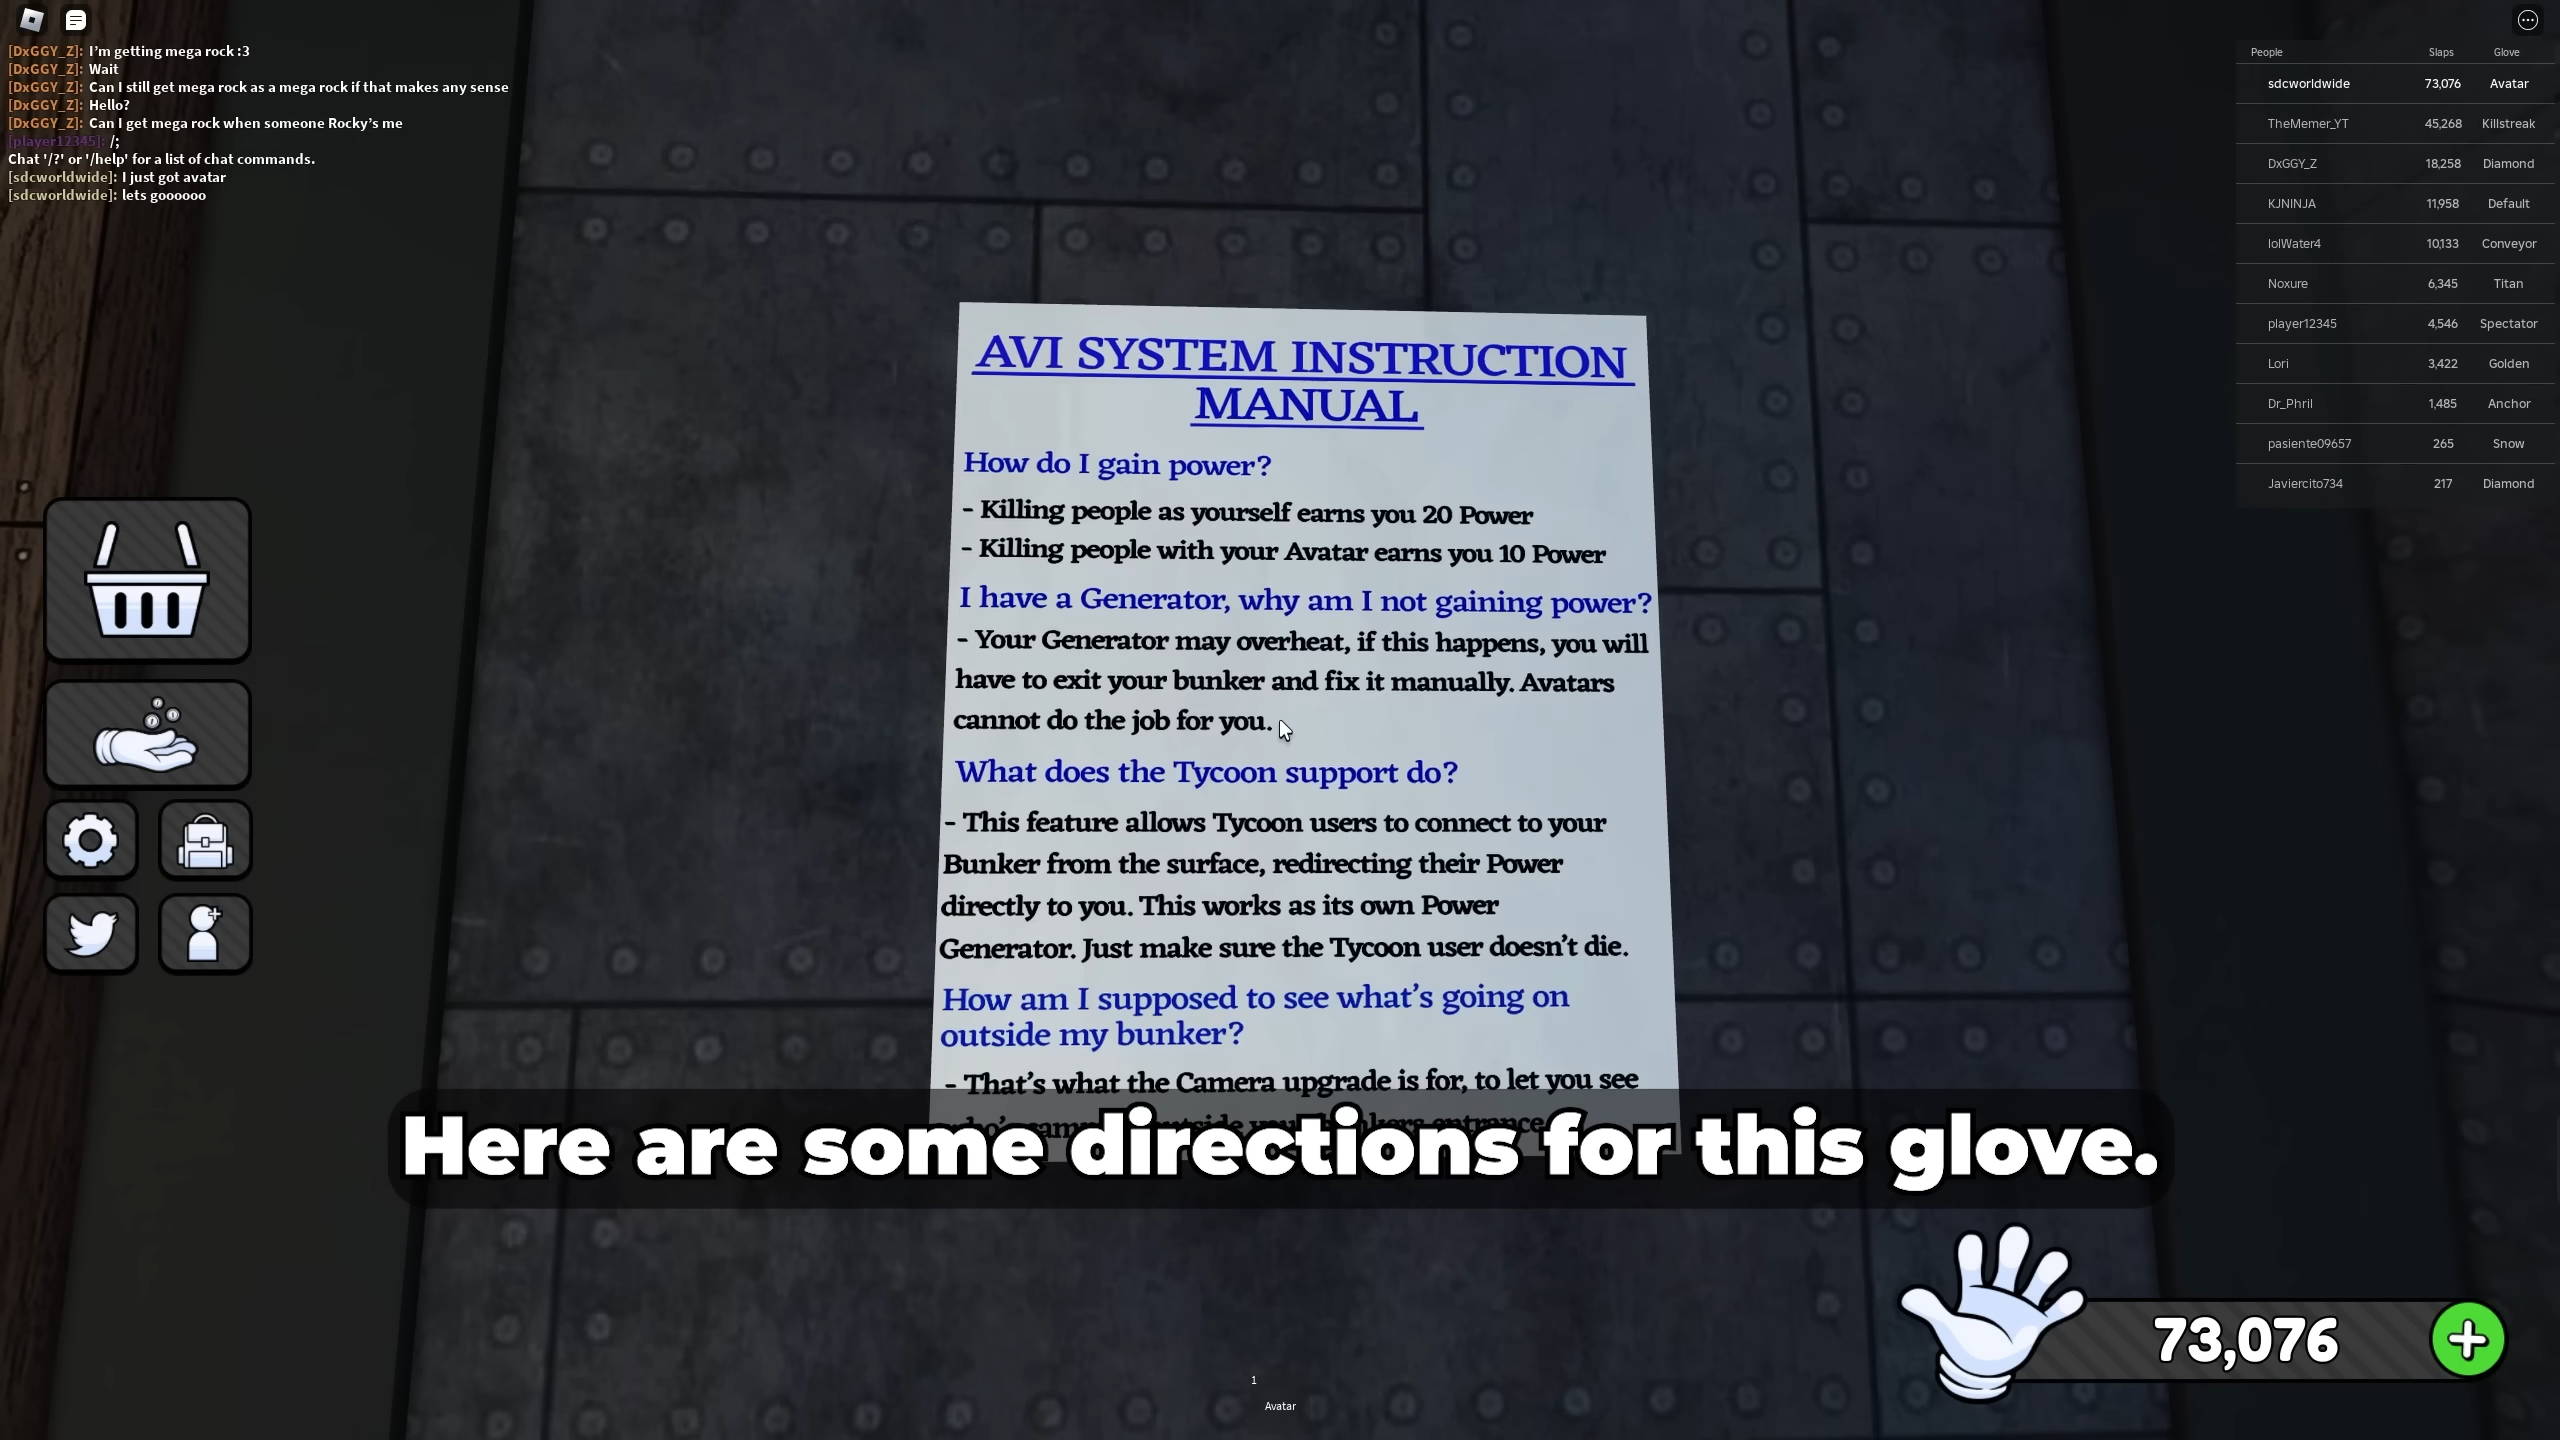 [DxGGY_Z]: I'm getting mega rock :3
[DxGGY_Z]: Wait
[DxGGY_Z]: Can I still get mega rock as a mega rock if that makes any sense
[DxGGY_Z]: Hello?
[DxGGY_Z]: Can I get mega rock when someone Rocky's me
[player12345]: /;
Chat '/?' or '/help' for a list of chat commands.
[sdcworldwide]: I just got avatar
[sdcworldwide]: lets goooooo
People Slaps Glove
sdcworldwide 73,076 Avatar
TheMemer_YT 45,268 Killstreak
DxGGY_Z 18,258 Diamond
KJNINJA 11,958 Default
lolWater4 10,133 Conveyor
Noxure 6,345 Titan
player12345 4,546 Spectator
Lori 3,422 Golden
Dr_Phril 1,485 Anchor
pasiente09657 265 Snow
Javiercito734 217 Diamond
AVI SYSTEM INSTRUCTION
MANUAL
How do I gain power?
- Killing people as yourself earns you 20 Power
- Killing people with your Avatar earns you 10 Power
I have a Generator, why am I not gaining power?
- Your Generator may overheat, if this happens, you will
have to exit your bunker and fix it manually. Avatars
cannot do the job for you.
What does the Tycoon support do?
- This feature allows Tycoon users to connect to your
Bunker from the surface, redirecting their Power
directly to you. This works as its own Power
Generator. Just make sure the Tycoon user doesn't die.
How am I supposed to see what's going on
outside my bunker?
- That's what the Camera upgrade is for, to let you see
entrance.
Here are some directions for this glove.
73,076
1
Avatar